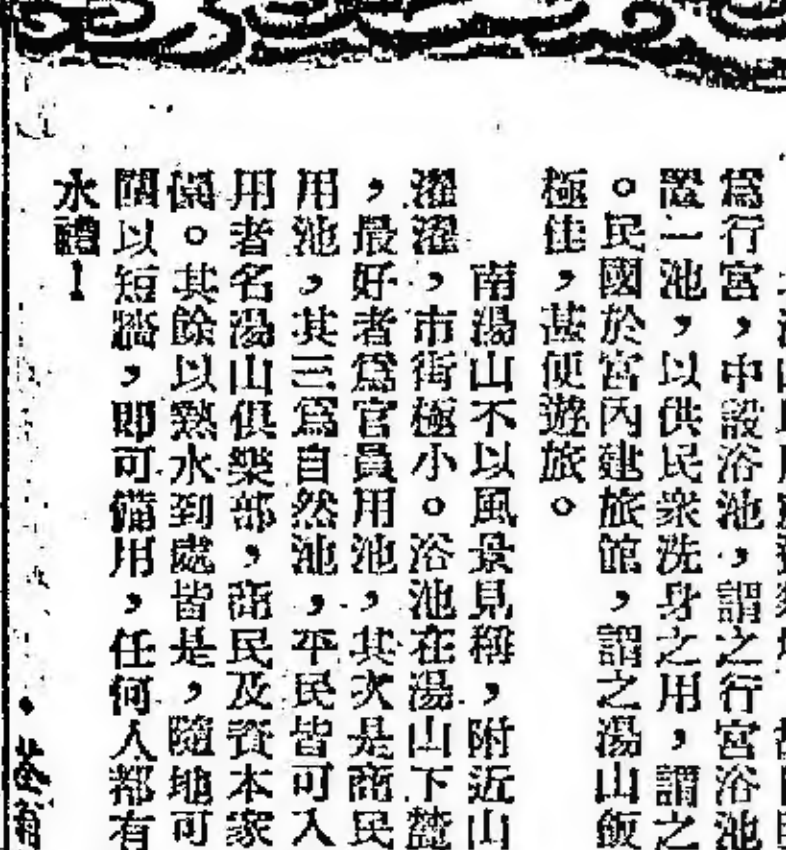 爲行宮，中設浴池，謂之行宮浴池
置一池，以供民衆洗身之用，謂之
。民國於宮內建旅館，謂之湯山飯
極佳，甚便遊旅。
南湯山不以風景見稱，附近山
濯濯，市街極小。浴池在湯山下麓
，最好者爲官員用池，其次是商民
用池，其三爲自然池，平民皆可入
用者名湯山俱樂部，商民及資本家
。其餘以熱水到處皆是，隨地可
以短牆，即可備用，任何人都有
水禮！